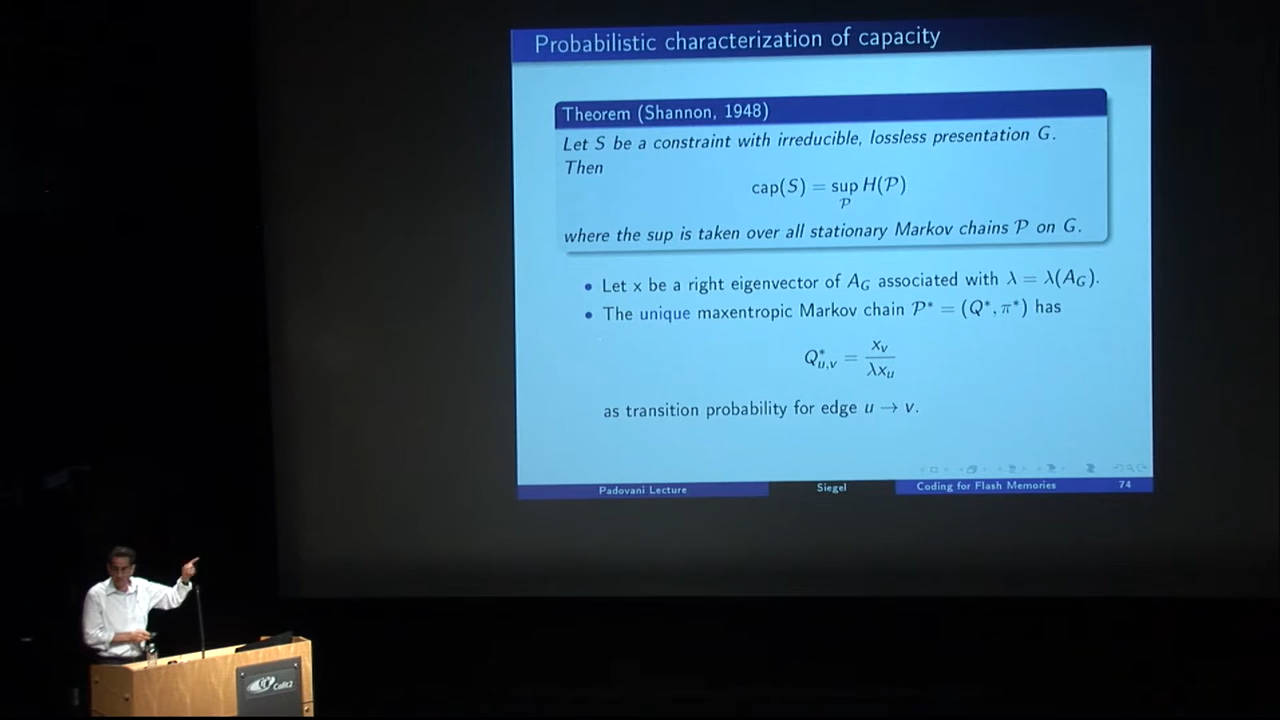 Probabilistic characterization of capacity
Theorem (Shannon, 1948)
Let S be a constraint with irreducible, lossless presentation G.
Then
cap(S) = sup H(𝒫)
𝒫
where the sup is taken over all stationary Markov chains 𝒫 on G.
• Let x be a right eigenvector of A_G associated with λ = λ(A_G).
• The unique maxentropic Markov chain 𝒫* = (Q*, π*) has
Q*_{u,v} = x_v / λx_u
as transition probability for edge u → v.
Padovani Lecture Siegel Coding for Flash Memories 74
Calit2